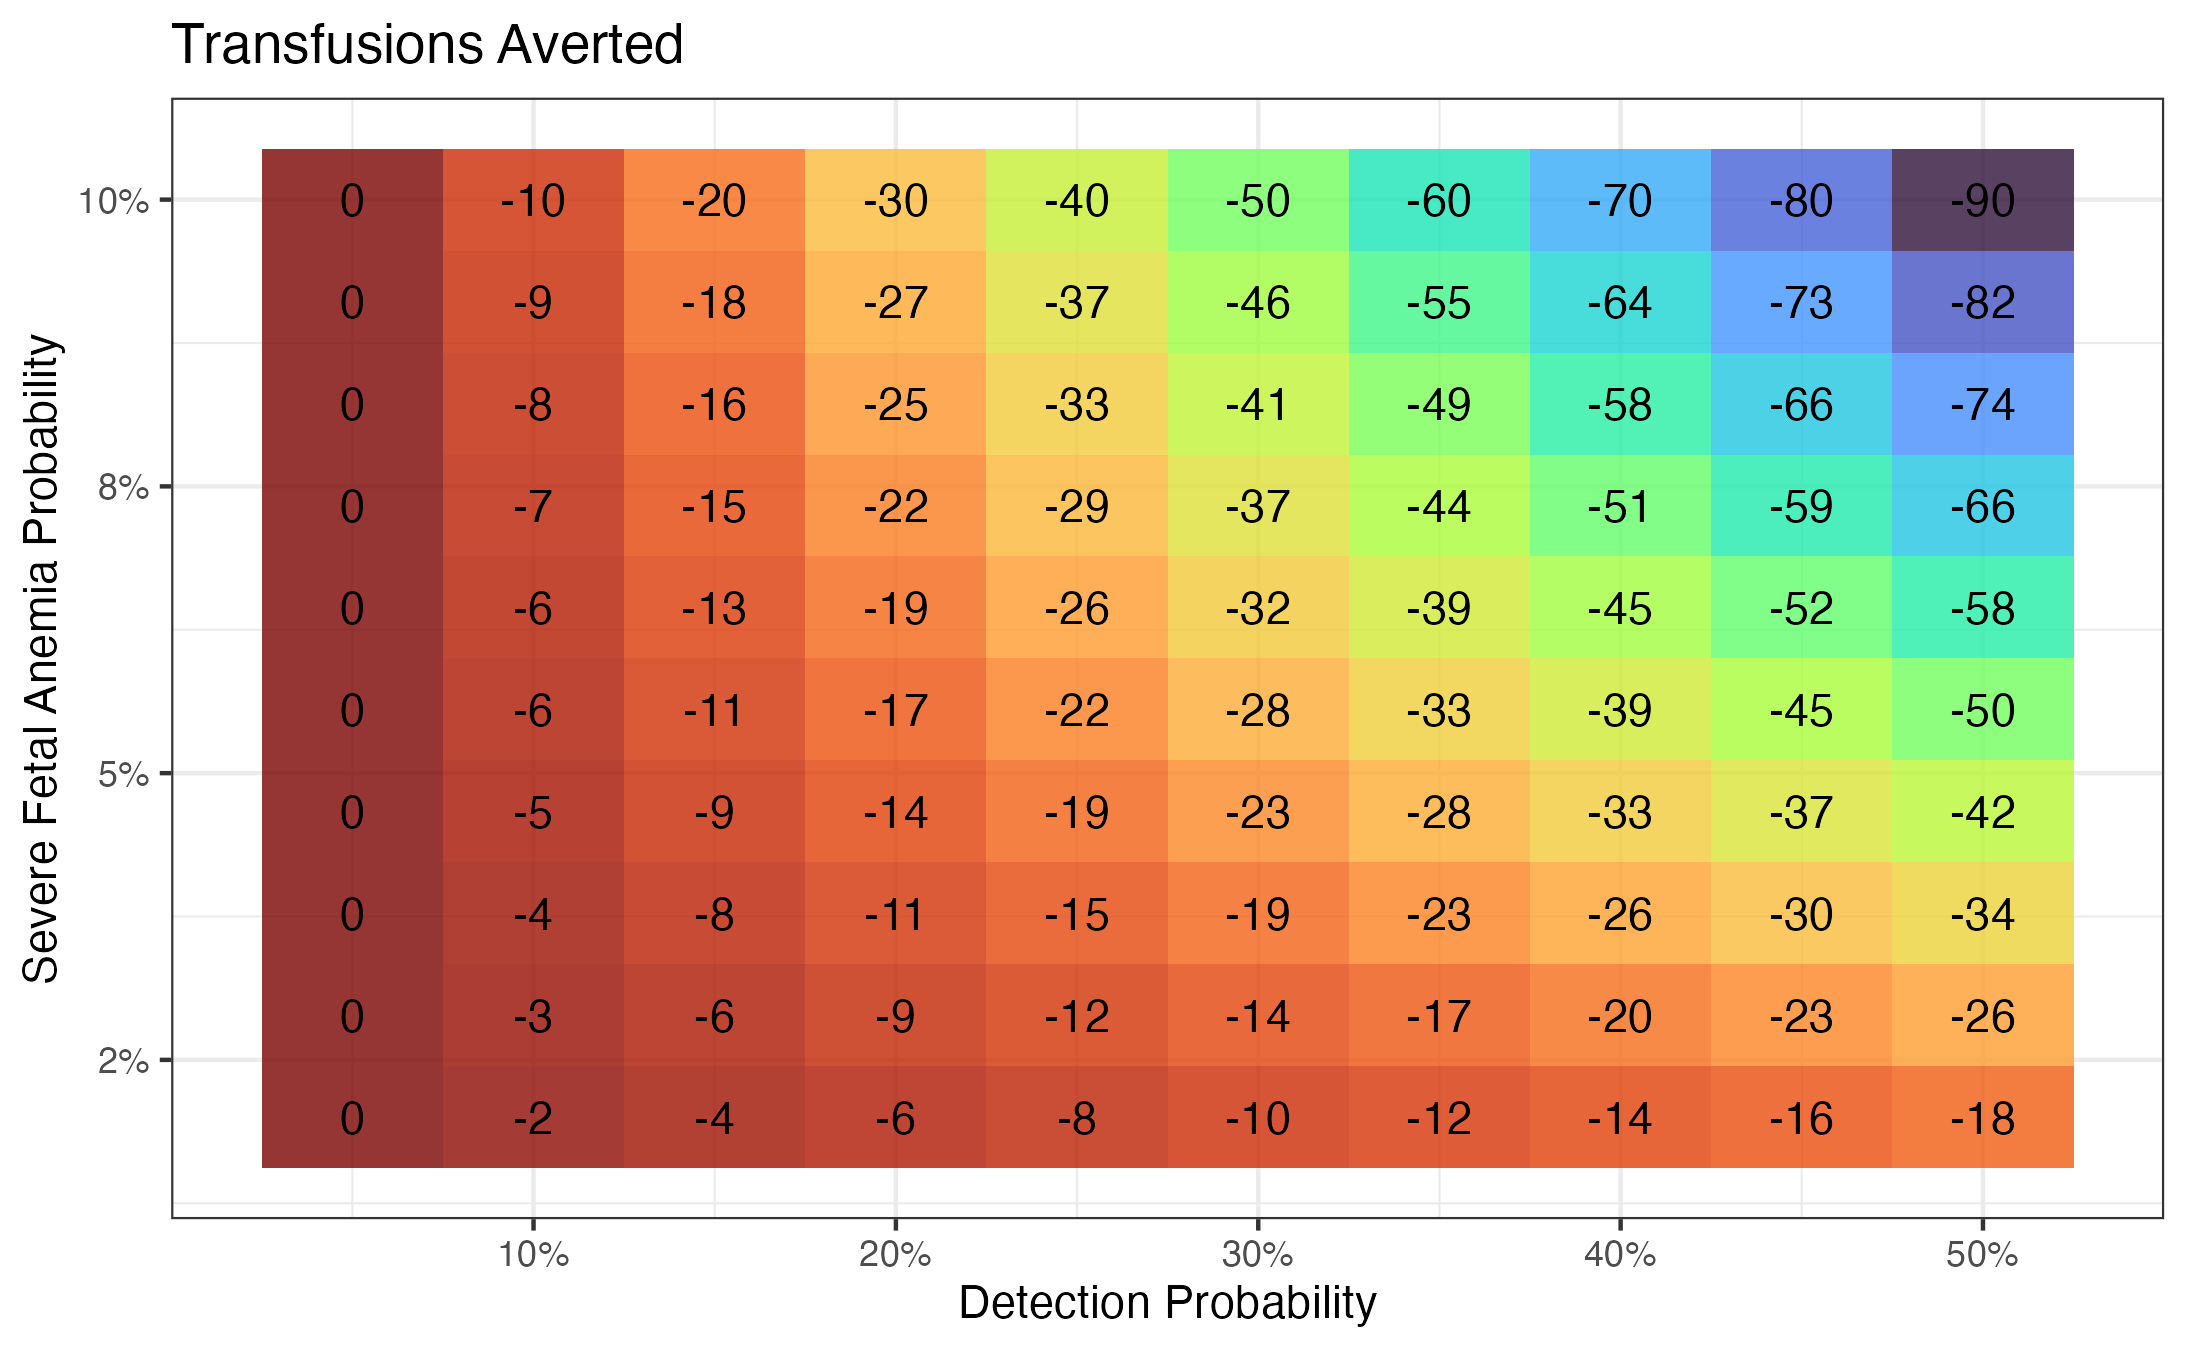 Transfusions Averted
Severe Fetal Anemia Probability
10%
0 -10 -20 -30 -40 -50 -60 -70 -80 -90
0 -9 -18 -27 -37 -46 -55 -64 -73 -82
0 -8 -16 -25 -33 -41 -49 -58 -66 -74
8%
0 -7 -15 -22 -29 -37 -44 -51 -59 -66
0 -6 -13 -19 -26 -32 -39 -45 -52 -58
0 -6 -11 -17 -22 -28 -33 -39 -45 -50
5%
0 -5 -9 -14 -19 -23 -28 -33 -37 -42
0 -4 -8 -11 -15 -19 -23 -26 -30 -34
0 -3 -6 -9 -12 -14 -17 -20 -23 -26
2%
0 -2 -4 -6 -8 -10 -12 -14 -16 -18
10% 20% 30% 40% 50%
Detection Probability